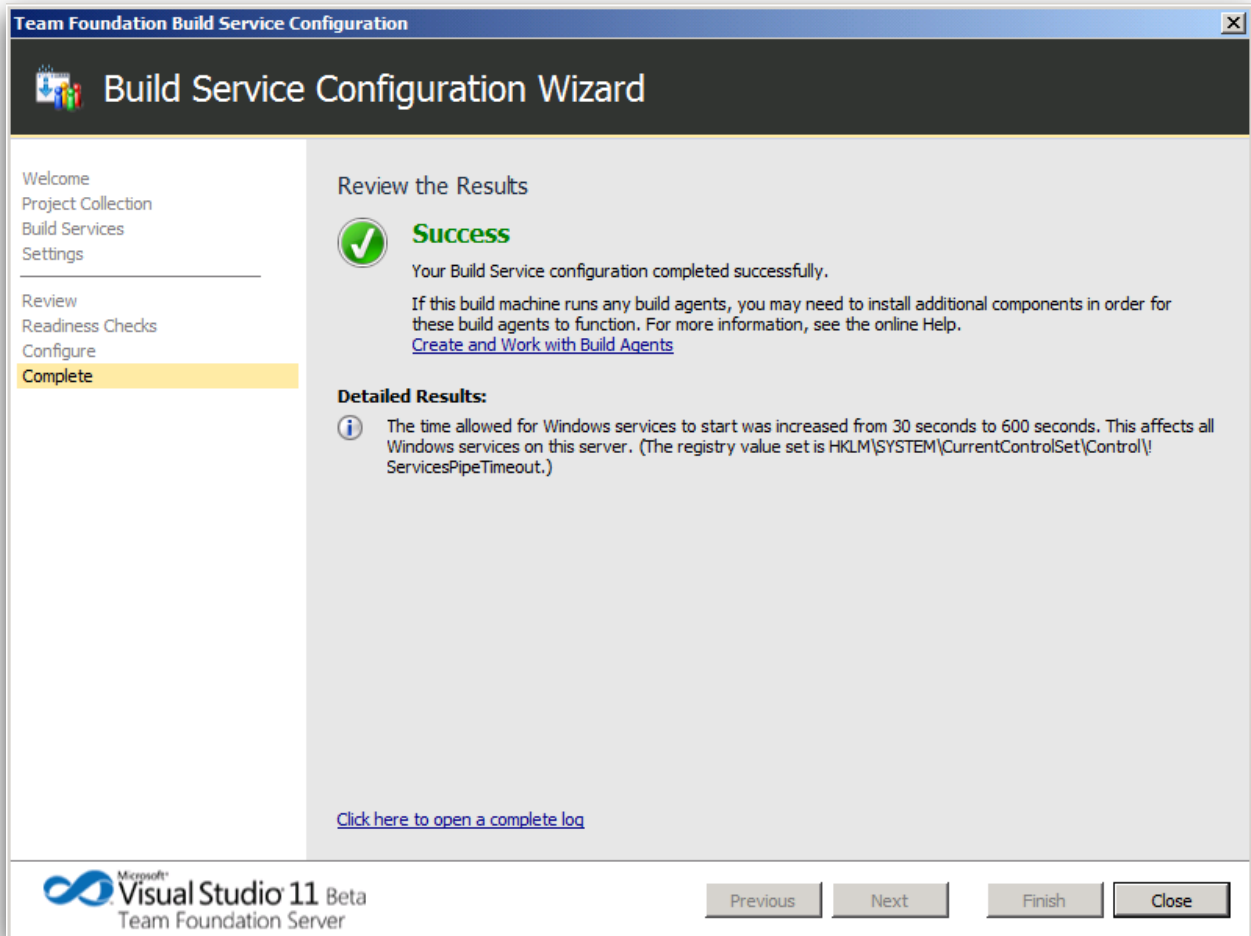 Team Foundation Build Service Configuration
Build Service Configuration Wizard
Welcome
Project Collection
Build Services
Settings
Review
Readiness Checks
Configure
Complete
Review the Results
Success
Your Build Service configuration completed successfully.
If this build machine runs any build agents, you may need to install additional components in order for
these build agents to function. For more information, see the online Help.
Create and Work with Build Agents
Detailed Results:
The time allowed for Windows services to start was increased from 30 seconds to 600 seconds. This affects all
Windows services on this server. (The registry value set is HKLM\SYSTEM\CurrentControlSet\Control\!
ServicesPipeTimeout.)
Click here to open a complete log
Microsoft®
Visual Studio® 11 Beta
Team Foundation Server
Previous
Next
Finish
Close